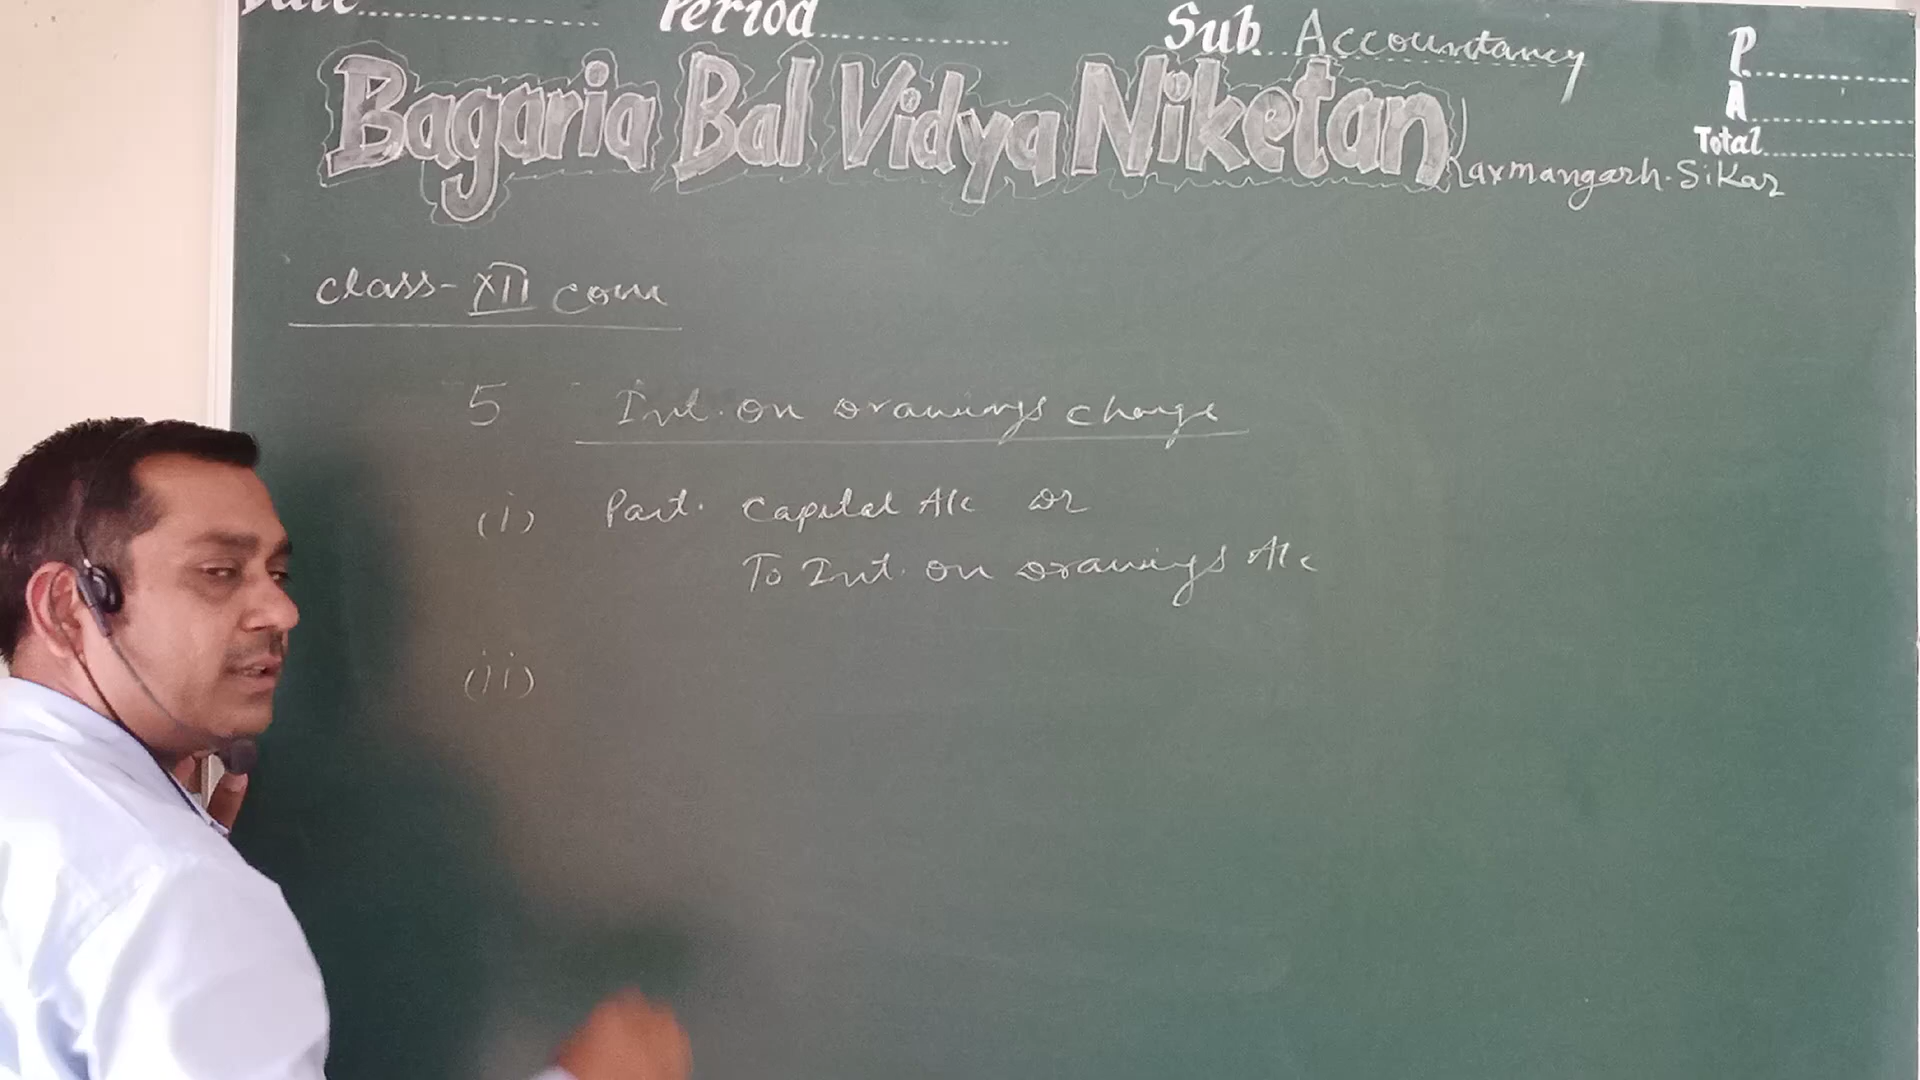 Date.............. Period.............. Sub. Accountancy
P..............
A..............
Total..............
Bagaria Bal Vidya Niketan
Laxmangarh. Sikar
class - XII com
5 Int. on Drawings charge
(i) Part. Capital A/c Dr
To Int. on Drawings A/c
(ii)